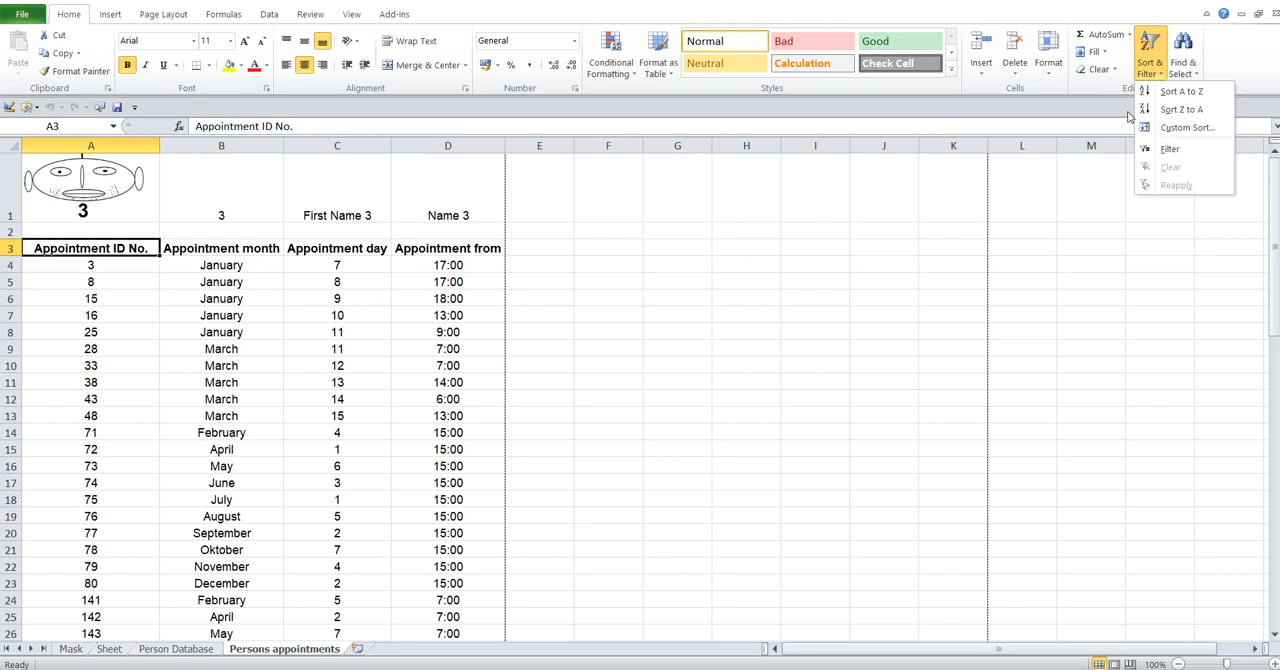 File Home Insert Page Layout Formulas Data Review View Add-Ins
Cut
Copy
Format Painter
Paste
Clipboard
Arial 11
Font
Wrap Text
Merge & Center
Alignment
General
Number
Conditional Formatting
Format as Table
Normal Bad Good
Neutral Calculation Check Cell
Styles
Insert Delete Format
Cells
AutoSum
Fill
Clear
Sort & Filter
Find & Select
Sort A to Z
Sort Z to A
Custom Sort...
Filter
Clear
Reapply
A3 fx Appointment ID No.
A B C D E F G H I J K L M
3
1 3 First Name 3 Name 3
2
3 Appointment ID No. Appointment month Appointment day Appointment from
4 3 January 7 17:00
5 8 January 8 17:00
6 15 January 9 18:00
7 16 January 10 13:00
8 25 January 11 9:00
9 28 March 11 7:00
10 33 March 12 7:00
11 38 March 13 14:00
12 43 March 14 6:00
13 48 March 15 13:00
14 71 February 4 15:00
15 72 April 1 15:00
16 73 May 6 15:00
17 74 June 3 15:00
18 75 July 1 15:00
19 76 August 5 15:00
20 77 September 2 15:00
21 78 Oktober 7 15:00
22 79 November 4 15:00
23 80 December 2 15:00
24 141 February 5 7:00
25 142 April 2 7:00
26 143 May 7 7:00
Mask Sheet Person Database Persons appointments
Ready 100%